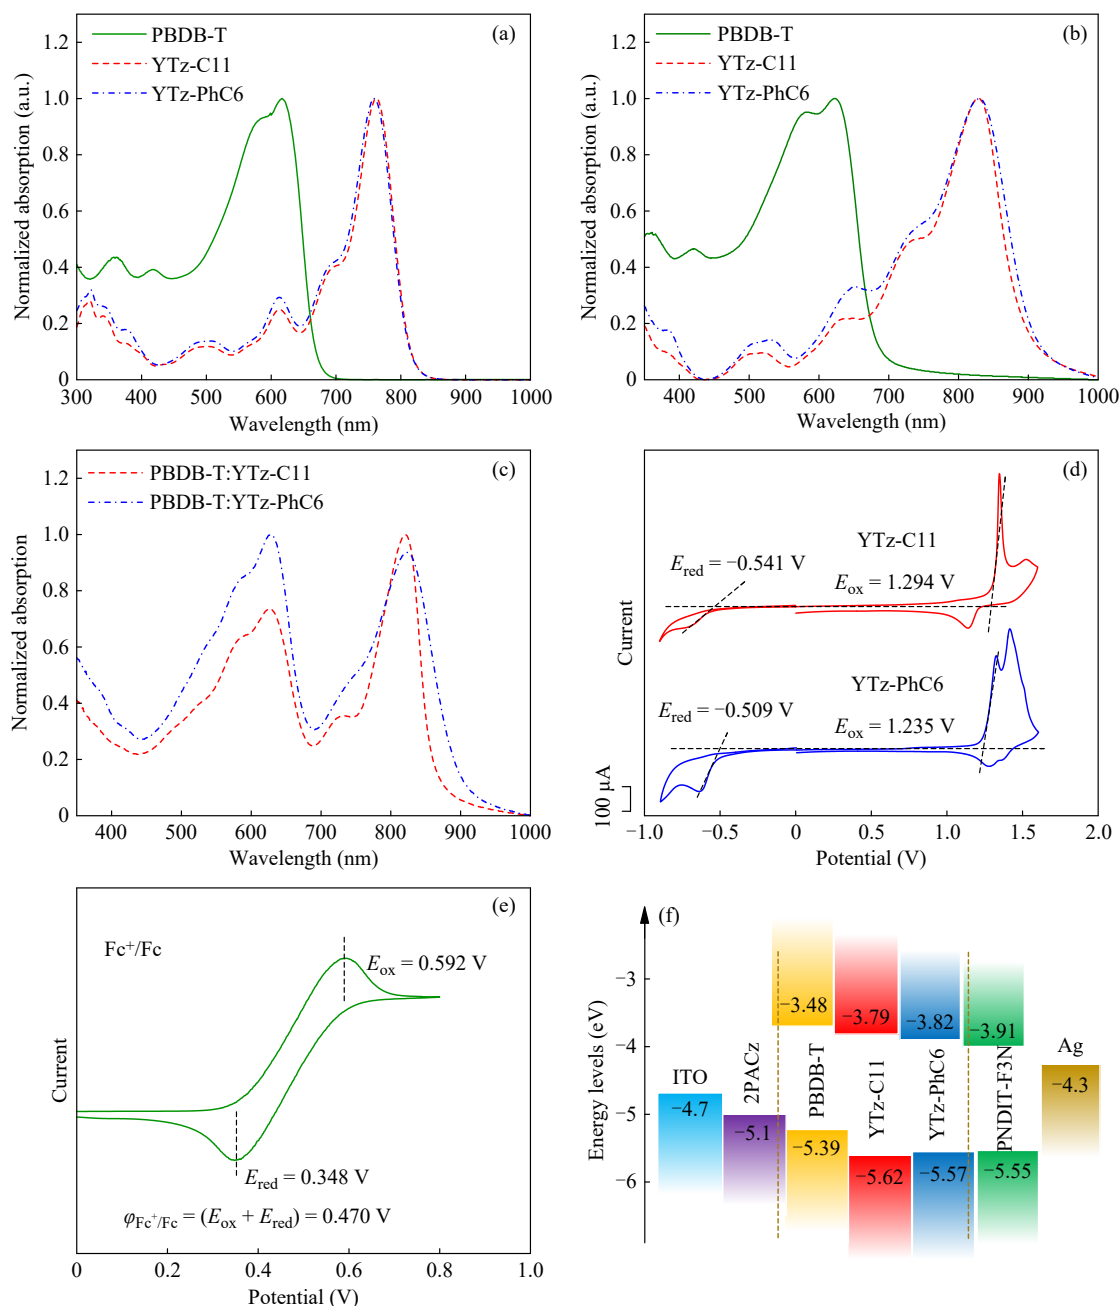 (a)
PBDB-T
YTz-C11
YTz-PhC6
Normalized absorption (a.u.)
1.2
1.0
0.8
0.6
0.4
0.2
0
300 400 500 600 700 800 900 1000
Wavelength (nm)
(b)
PBDB-T
YTz-C11
YTz-PhC6
Normalized absorption (a.u.)
1.2
1.0
0.8
0.6
0.4
0.2
0
400 500 600 700 800 900 1000
Wavelength (nm)
(c)
PBDB-T:YTz-C11
PBDB-T:YTz-PhC6
Normalized absorption
1.2
1.0
0.8
0.6
0.4
0.2
0
400 500 600 700 800 900 1000
Wavelength (nm)
(d)
YTz-C11
E_red = −0.541 V
E_ox = 1.294 V
Current
YTz-PhC6
E_red = −0.509 V
E_ox = 1.235 V
100 μA
−1.0 −0.5 0 0.5 1.0 1.5 2.0
Potential (V)
(e)
Fc⁺/Fc
E_ox = 0.592 V
Current
E_red = 0.348 V
φ_Fc⁺/Fc = (E_ox + E_red) = 0.470 V
0 0.2 0.4 0.6 0.8 1.0
Potential (V)
(f)
Energy levels (eV)
−3
−4
−5
−6
−3.48
−3.79
−3.82
−3.91
ITO
2PACz
PBDB-T
YTz-C11
YTz-PhC6
PNDIT-F3N
Ag
−4.7
−5.1
−5.39
−5.62
−5.57
−5.55
−4.3